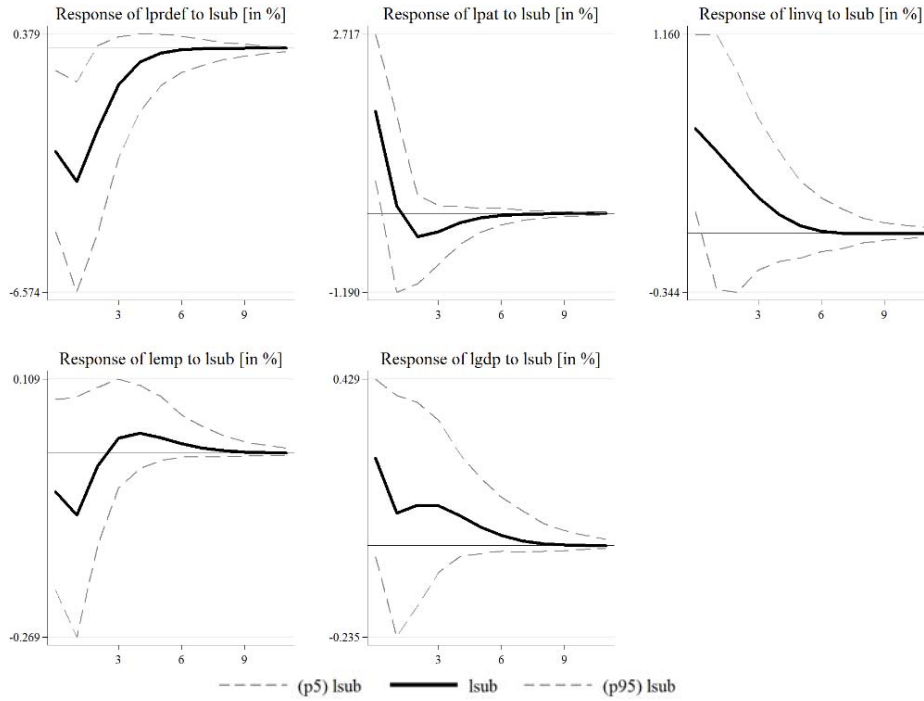 Response of lprdef to lsub [in %]
0.379
-6.574
3 6 9
Response of lpat to lsub [in %]
2.717
-1.190
3 6 9
Response of linvq to lsub [in %]
1.160
-0.344
3 6 9
Response of lemp to lsub [in %]
0.109
-0.269
3 6 9
Response of lgdp to lsub [in %]
0.429
-0.235
3 6 9
(p5) lsub lsub (p95) lsub